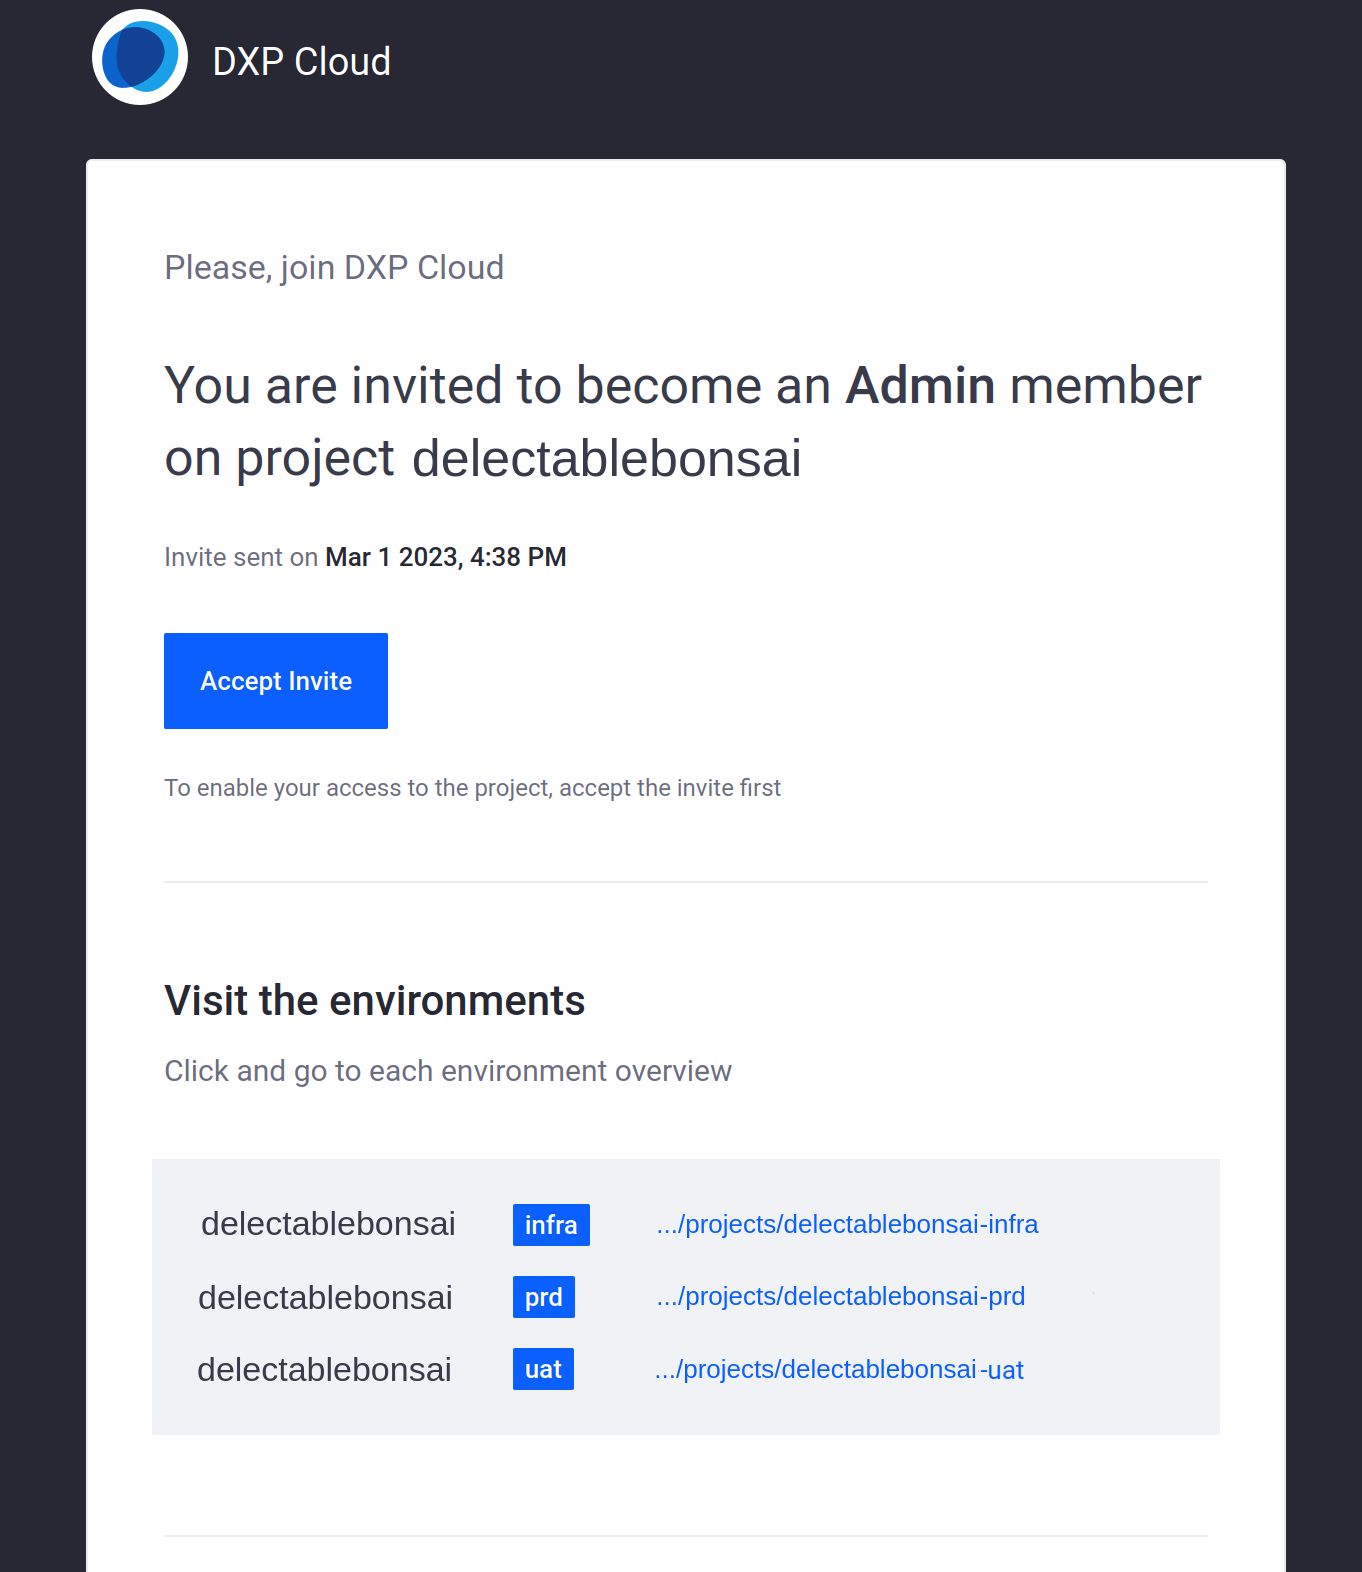 DXP Cloud
Please, join DXP Cloud
You are invited to become an Admin member
on project delectablebonsai
Invite sent on Mar 1 2023, 4:38 PM
Accept Invite
To enable your access to the project, accept the invite first
Visit the environments
Click and go to each environment overview
delectablebonsai infra .../projects/delectablebonsai-infra
delectablebonsai prd .../projects/delectablebonsai-prd
delectablebonsai uat .../projects/delectablebonsai-uat